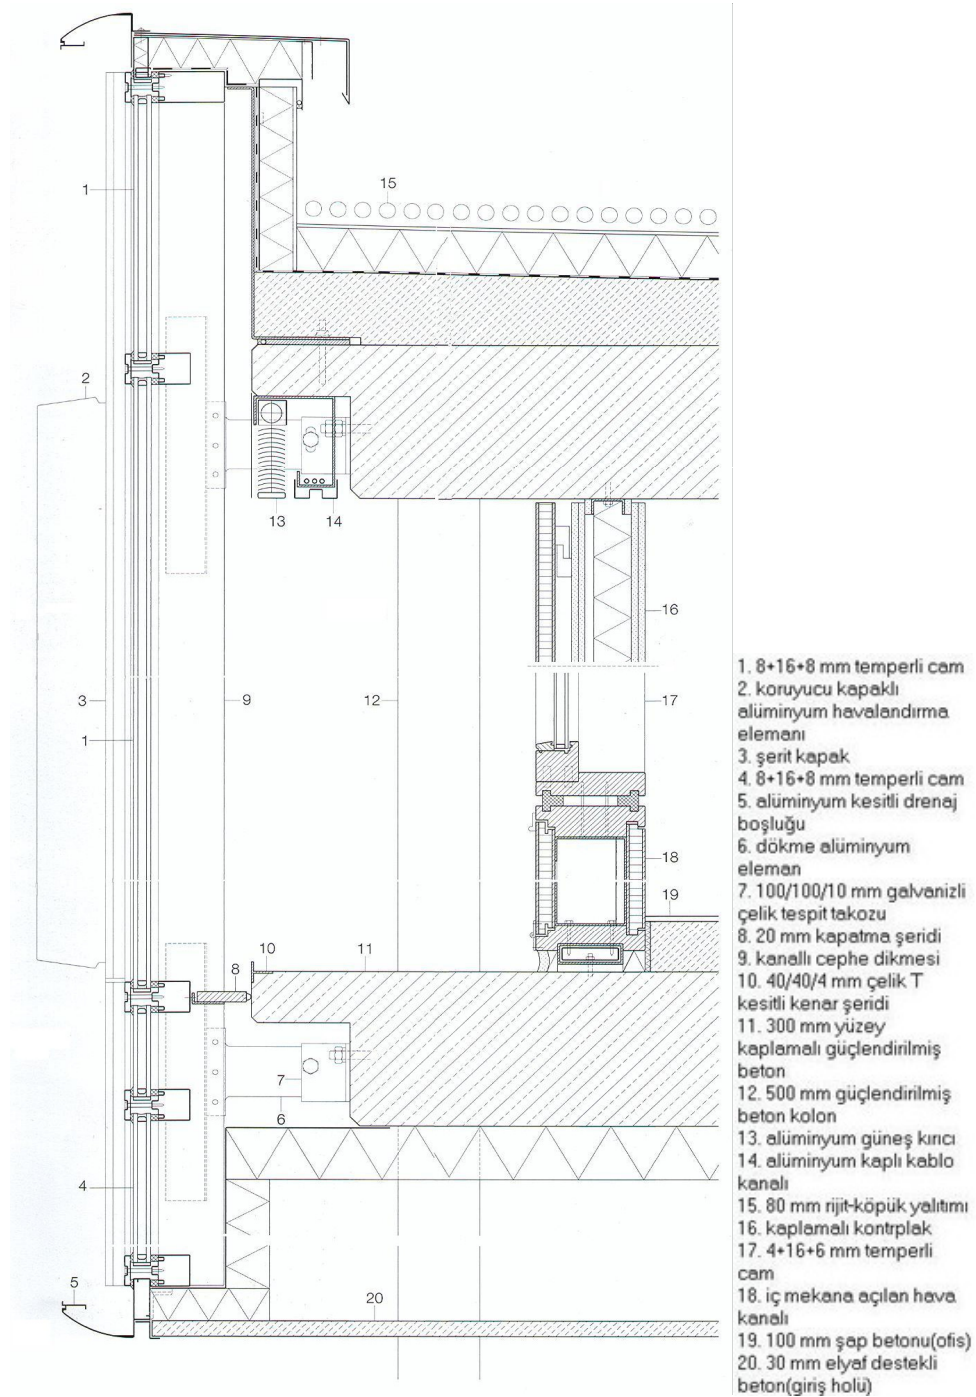 1
15
2
13
14
16
3
9
12
17
1
18
19
10
11
8
7
6
4
5
20
1. 8+16+8 mm temperli cam
2. koruyucu kapaklı
alüminyum havalandırma
elemanı
3. şerit kapak
4. 8+16+8 mm temperli cam
5. alüminyum kesitli drenaj
boşluğu
6. dökme alüminyum
eleman
7. 100/100/10 mm galvanizli
çelik tespit takozu
8. 20 mm kapatma şeridi
9. kanallı cephe dikmesi
10. 40/40/4 mm çelik T
kesitli kenar şeridi
11. 300 mm yüzey
kaplamalı güçlendirilmiş
beton
12. 500 mm güçlendirilmiş
beton kolon
13. alüminyum güneş kırıcı
14. alüminyum kaplı kablo
kanalı
15. 80 mm rijit-köpük yalıtımı
16. kaplamalı kontrplak
17. 4+16+6 mm temperli
cam
18. iç mekana açılan hava
kanalı
19. 100 mm şap betonu(ofis)
20. 30 mm elyaf destekli
beton(giriş holü)